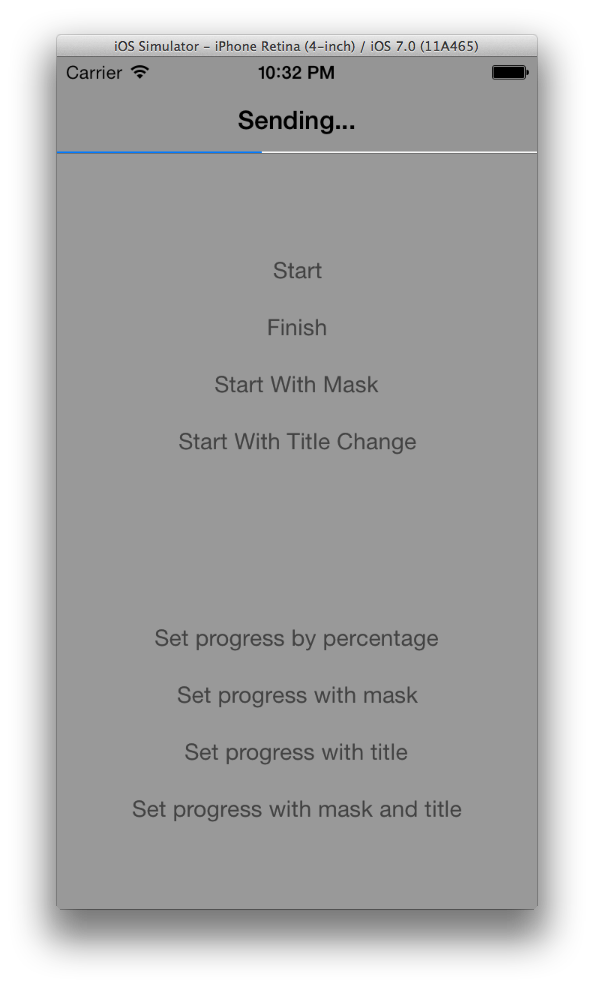 iOS Simulator – iPhone Retina (4-inch) / iOS 7.0 (11A465)
Carrier 10:32 PM
Sending...
Start
Finish
Start With Mask
Start With Title Change
Set progress by percentage
Set progress with mask
Set progress with title
Set progress with mask and title